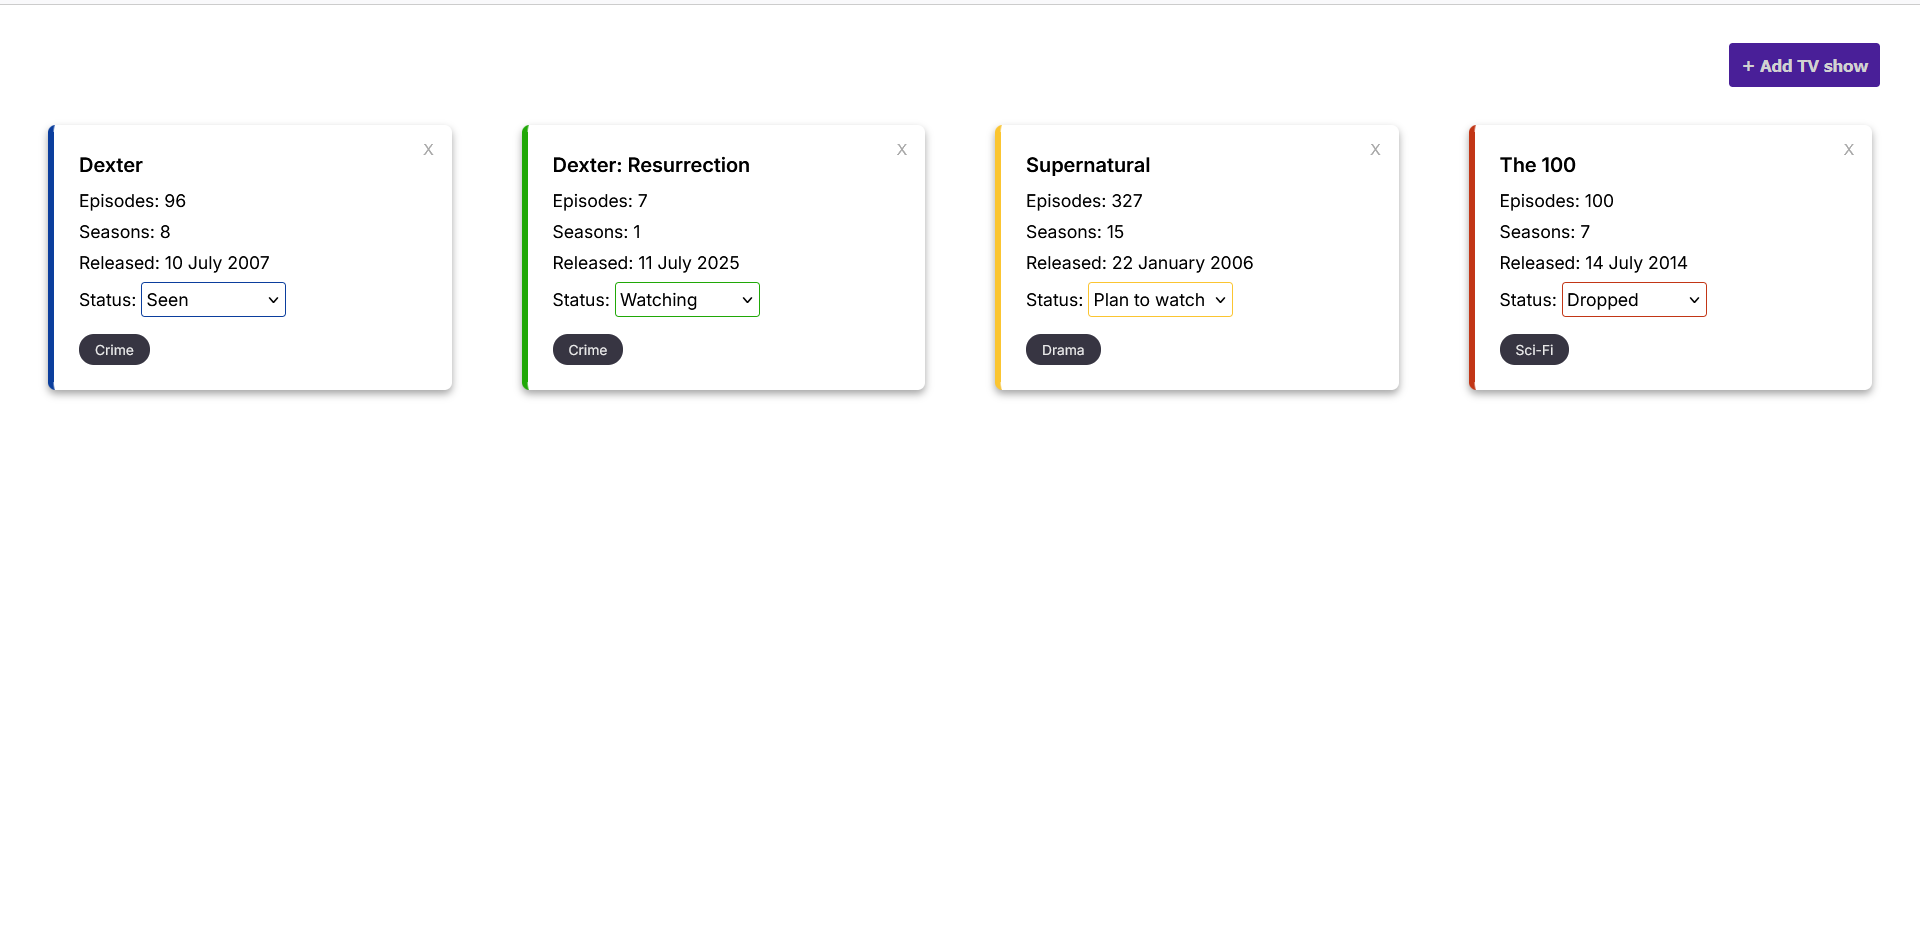 + Add TV show
Dexter
X
Episodes: 96
Seasons: 8
Released: 10 July 2007
Status: Seen
Crime
Dexter: Resurrection
X
Episodes: 7
Seasons: 1
Released: 11 July 2025
Status: Watching
Crime
Supernatural
X
Episodes: 327
Seasons: 15
Released: 22 January 2006
Status: Plan to watch
Drama
The 100
X
Episodes: 100
Seasons: 7
Released: 14 July 2014
Status: Dropped
Sci-Fi